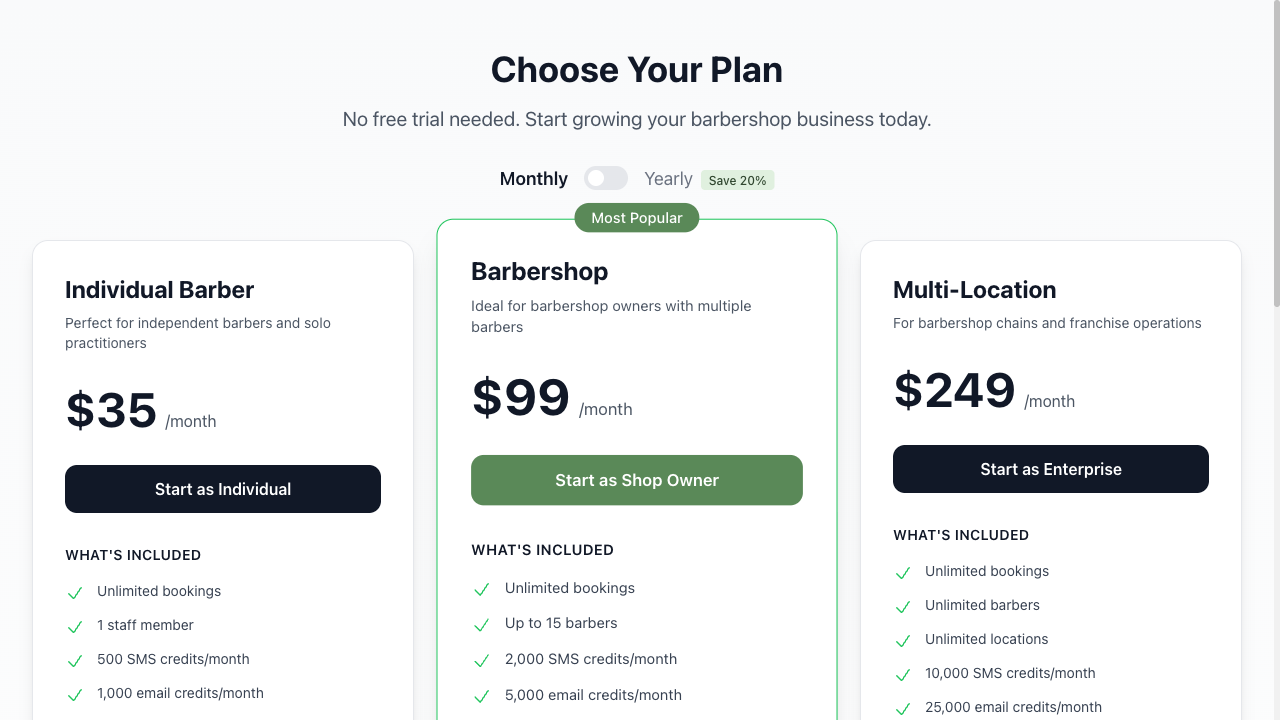 Choose Your Plan
No free trial needed. Start growing your barbershop business today.
Monthly Yearly Save 20%
Most Popular
Individual Barber
Perfect for independent barbers and solo
practitioners
$35 /month
Start as Individual
WHAT'S INCLUDED
Unlimited bookings
1 staff member
500 SMS credits/month
1,000 email credits/month
Barbershop
Ideal for barbershop owners with multiple
barbers
$99 /month
Start as Shop Owner
WHAT'S INCLUDED
Unlimited bookings
Up to 15 barbers
2,000 SMS credits/month
5,000 email credits/month
Multi-Location
For barbershop chains and franchise operations
$249 /month
Start as Enterprise
WHAT'S INCLUDED
Unlimited bookings
Unlimited barbers
Unlimited locations
10,000 SMS credits/month
25,000 email credits/month